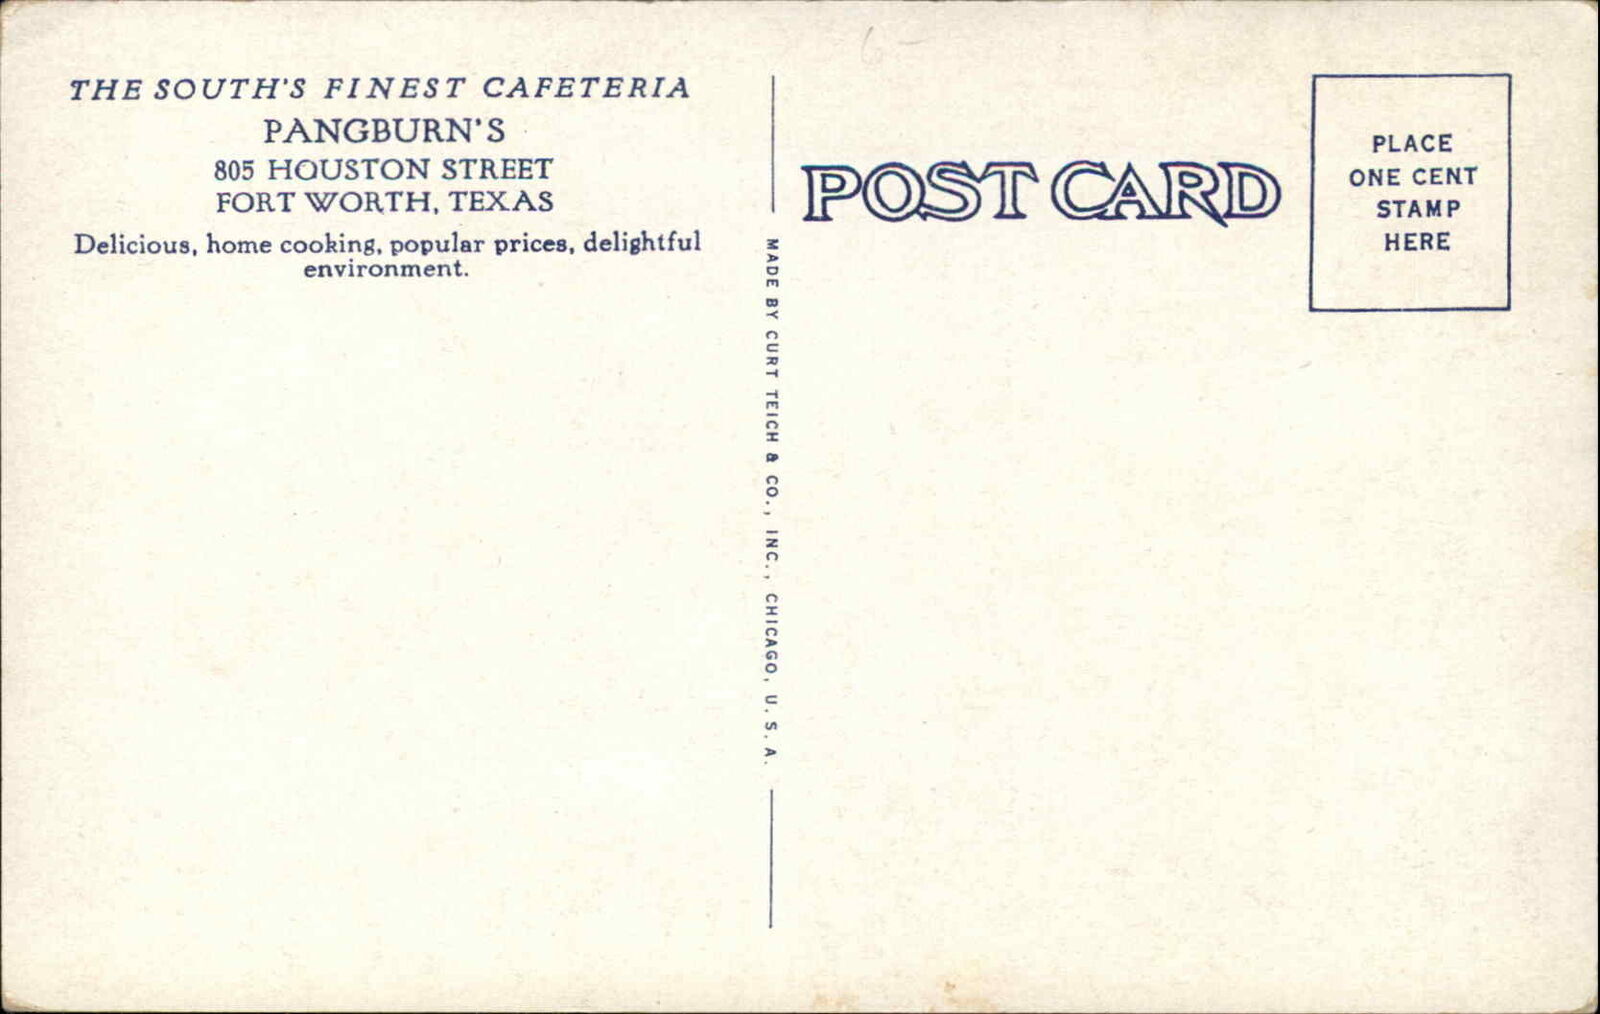 THE SOUTH'S FINEST CAFETERIA
PANGBURN'S
805 HOUSTON STREET
FORT WORTH, TEXAS
Delicious, home cooking, popular prices, delightful
environment.
MADE BY CURT TEICH & CO., INC., CHICAGO, U. S. A.
POST CARD
PLACE
ONE CENT
STAMP
HERE
6-